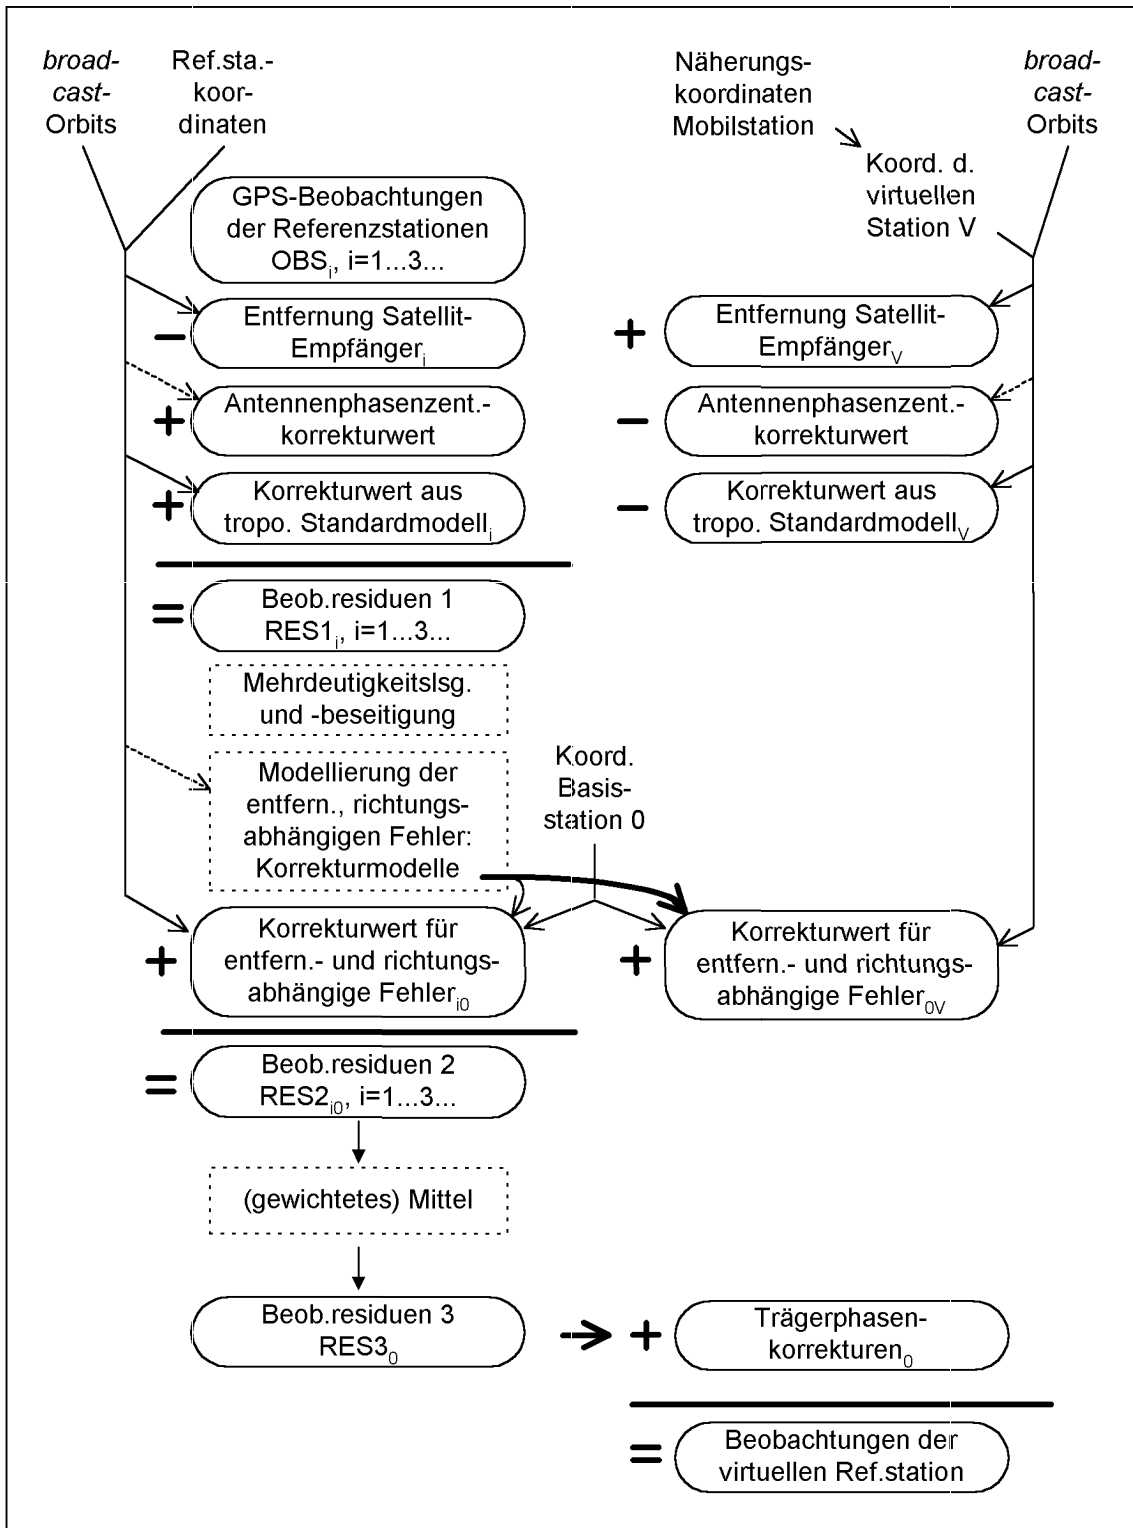 broad-
cast-
Orbits
Ref.sta.-
koor-
dinaten
Näherungs-
koordinaten
Mobilstation
broad-
cast-
Orbits
Koord. d.
virtuellen
Station V
GPS-Beobachtungen
der Referenzstationen
OBSi, i=1...3...
− Entfernung Satellit-
Empfängeri
+ Entfernung Satellit-
EmpfängerV
+ Antennenphasenzent.-
korrekturwert
− Antennenphasenzent.-
korrekturwert
+ Korrekturwert aus
tropo. Standardmodelli
− Korrekturwert aus
tropo. StandardmodellV
= Beob.residuen 1
RES1i, i=1...3...
Mehrdeutigkeitslsg.
und -beseitigung
Modellierung der
entfern., richtungs-
abhängigen Fehler:
Korrekturmodelle
Koord.
Basis-
station 0
+ Korrekturwert für
entfern.- und richtungs-
abhängige Fehleri0
+ Korrekturwert für
entfern.- und richtungs-
abhängige Fehler0V
= Beob.residuen 2
RES2i0, i=1...3...
(gewichtetes) Mittel
Beob.residuen 3
RES30
+ Trägerphasen-
korrekturen0
= Beobachtungen der
virtuellen Ref.station